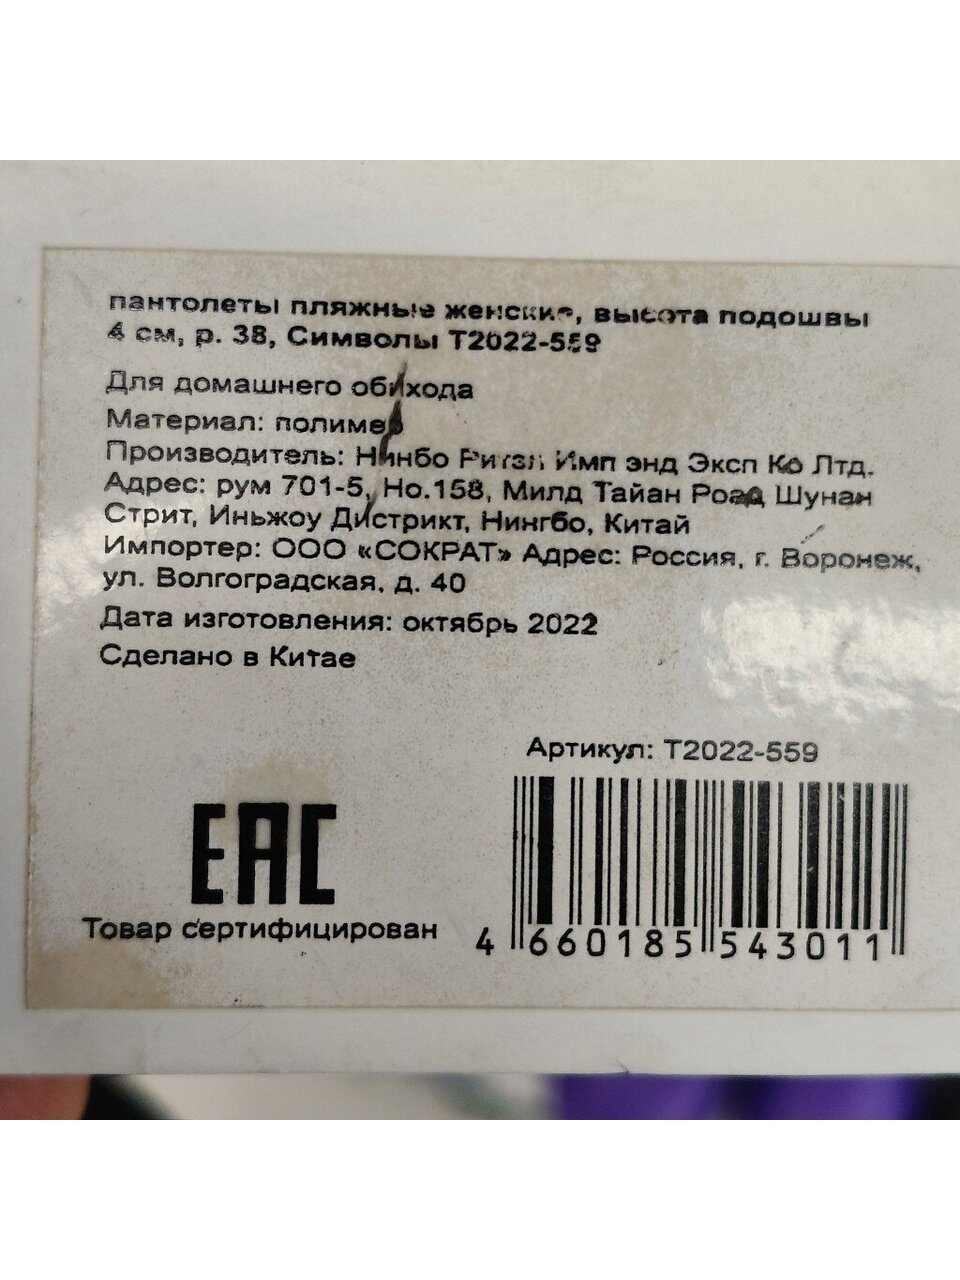 пантолеты пляжные женские, высота подошвы
4 см, р. 38, Символы Т2022-559
Для домашнего обихода
Материал: полимер
Производитель: Нинбо Имп энд Эксп Ко Лтд.
Адрес: рум 701-5, Но.158, Милд Тайан Роад Шунан
Стрит, Иньжоу Дистрикт, Нингбо, Китай
Импортер: ООО «СОКРАТ» Адрес: Россия, г. Воронеж,
ул. Волгоградская, д. 40
Дата изготовления: октябрь 2022
Сделано в Китае
Артикул: Т2022-559
EAC
Товар сертифицирован
4 660185 543011